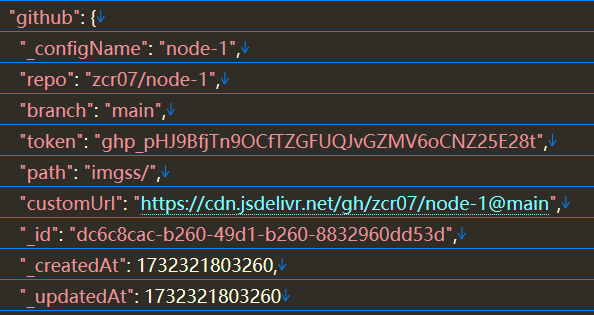 "github": {
"_configName": "node-1",
"repo": "zcr07/node-1",
"branch": "main",
"token": "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",
"path": "imgss/",
"customUrl": "https://cdn.jsdelivr.net/gh/zcr07/node-1@main",
"_id": "dc6c8cac-b260-49d1-b260-8832960dd53d",
"_createdAt": 1732321803260,
"_updatedAt": 1732321803260